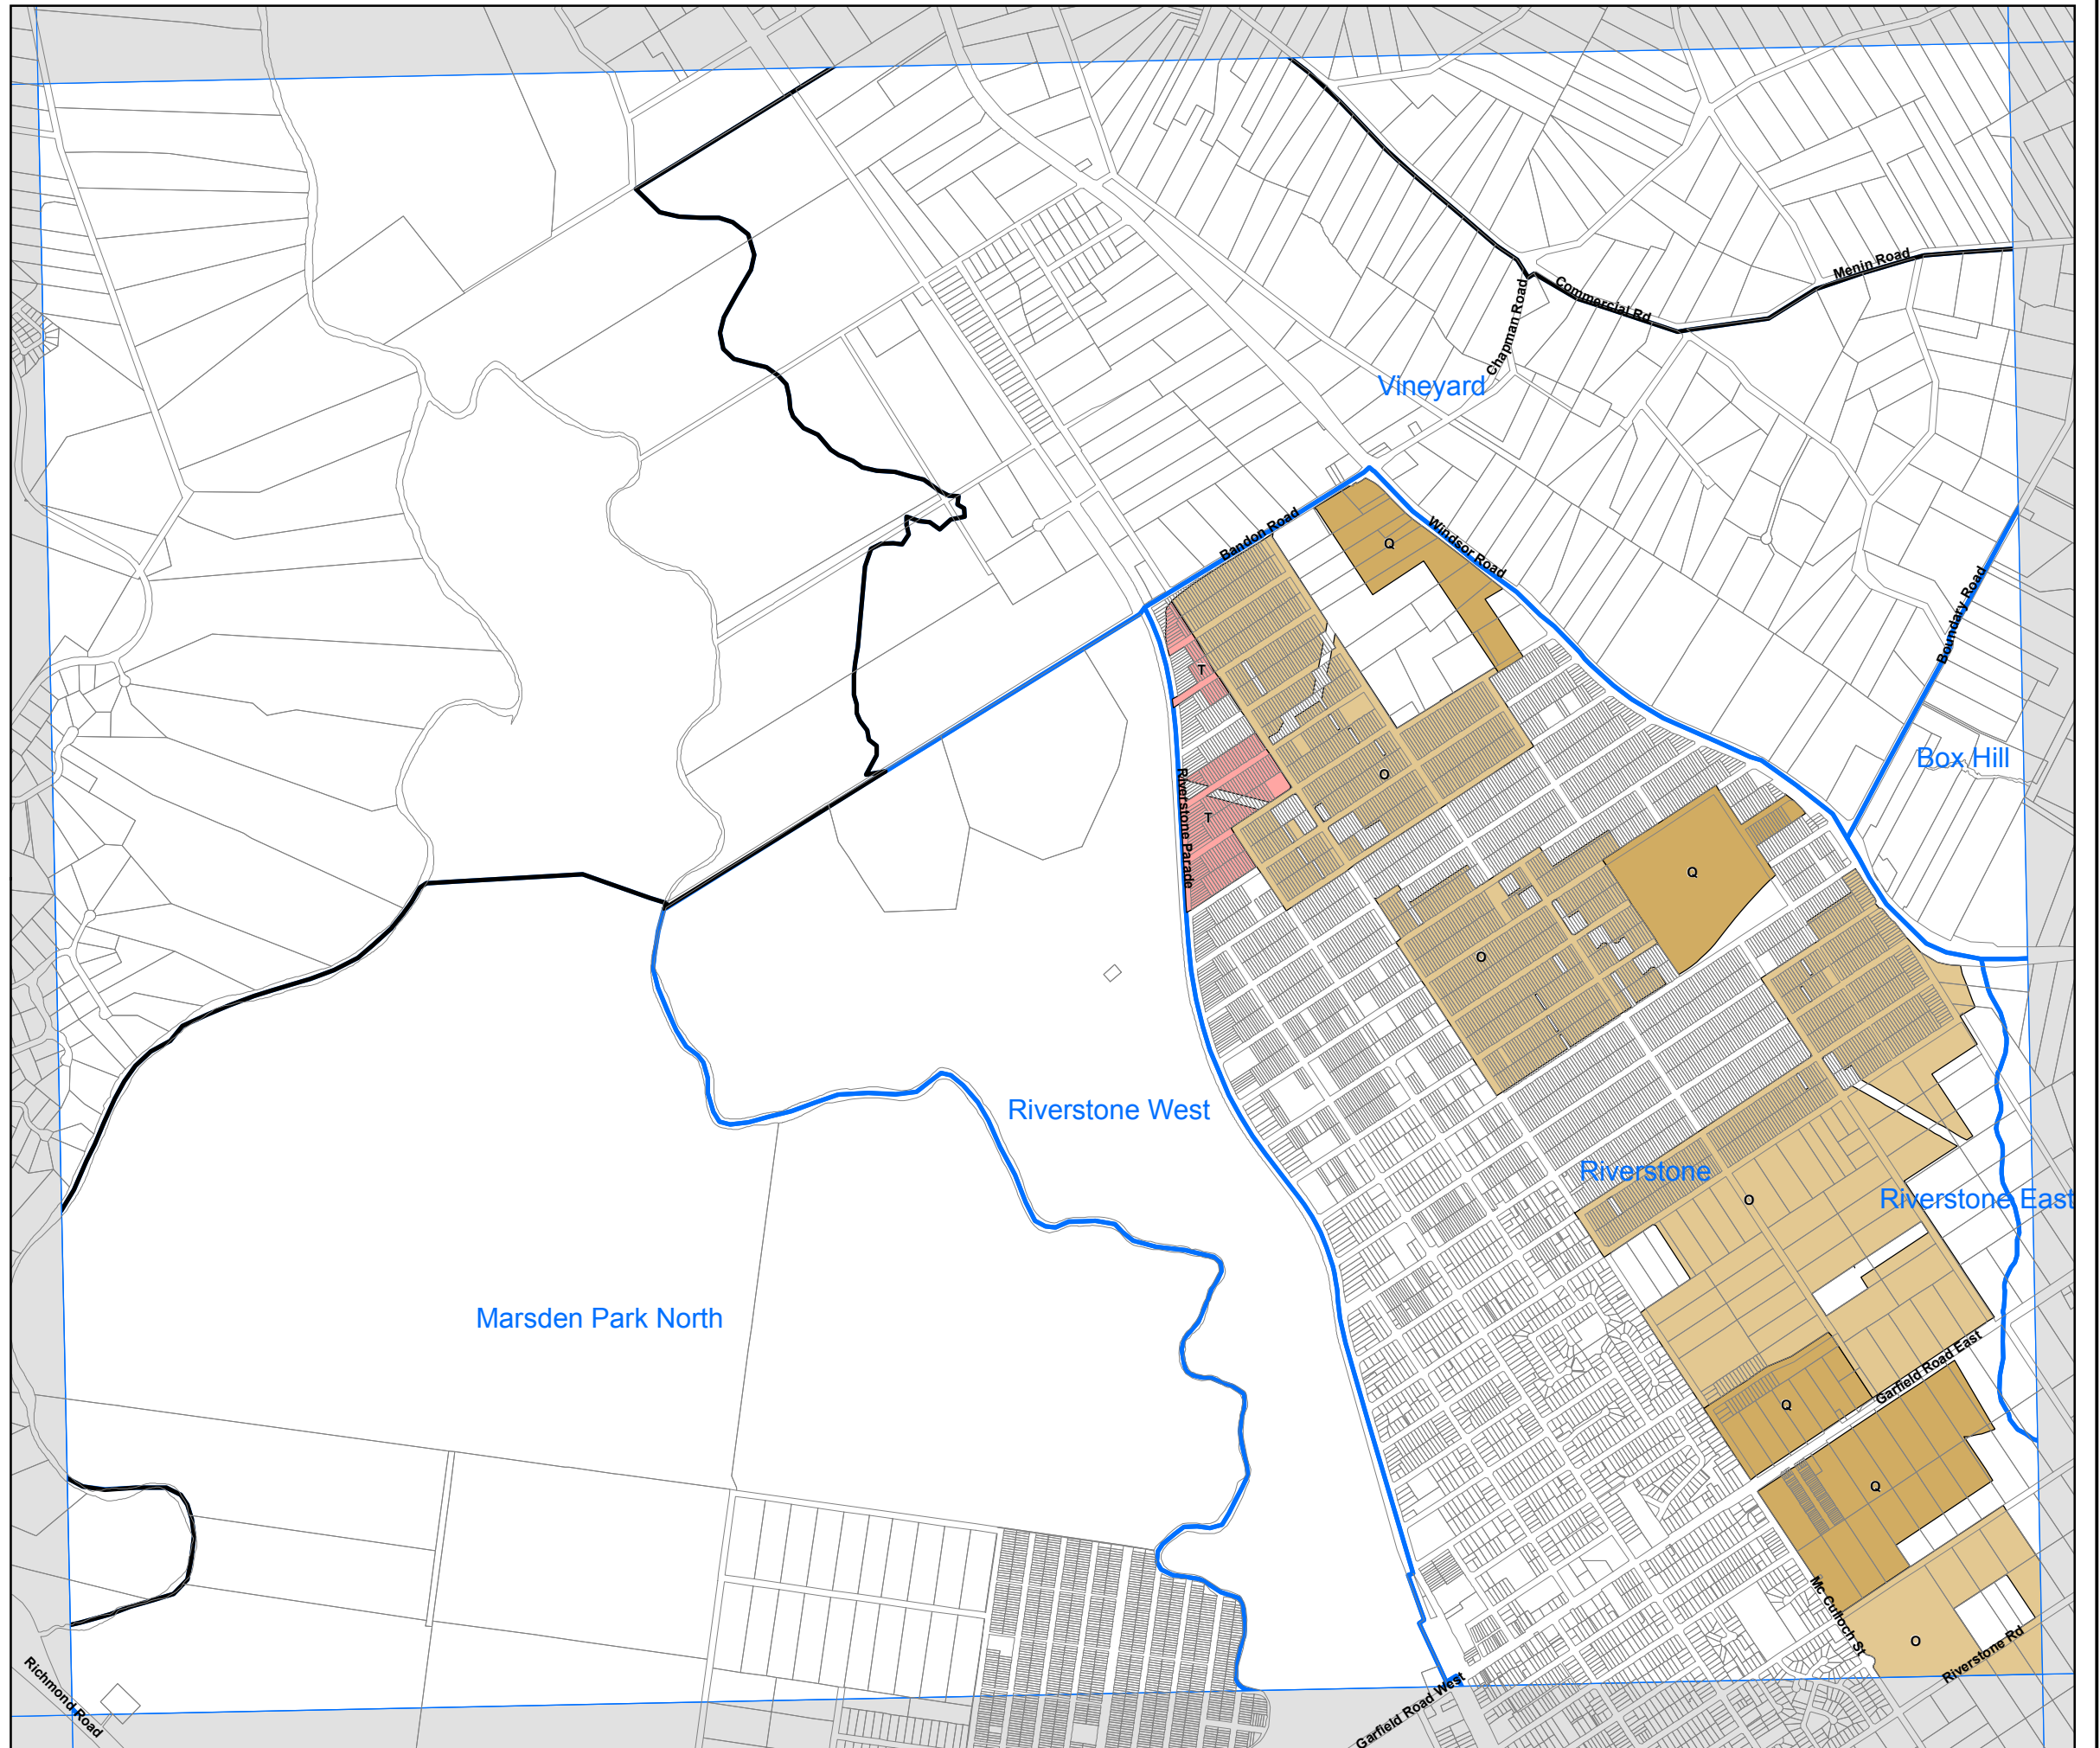 Menin Road
Commercial Rd
Chapman Road
Vineyard
Bandon Road
Windsor Road
Q
Boundary Road
T
Box Hill
O
Riverstone Parade
T
Q
O
Riverstone West
Riverstone
O
Riverstone East
Marsden Park North
Garfield Road East
Q
Q
Mc Culloch St
O
Riverstone Rd
Richmond Road
Garfield Road West